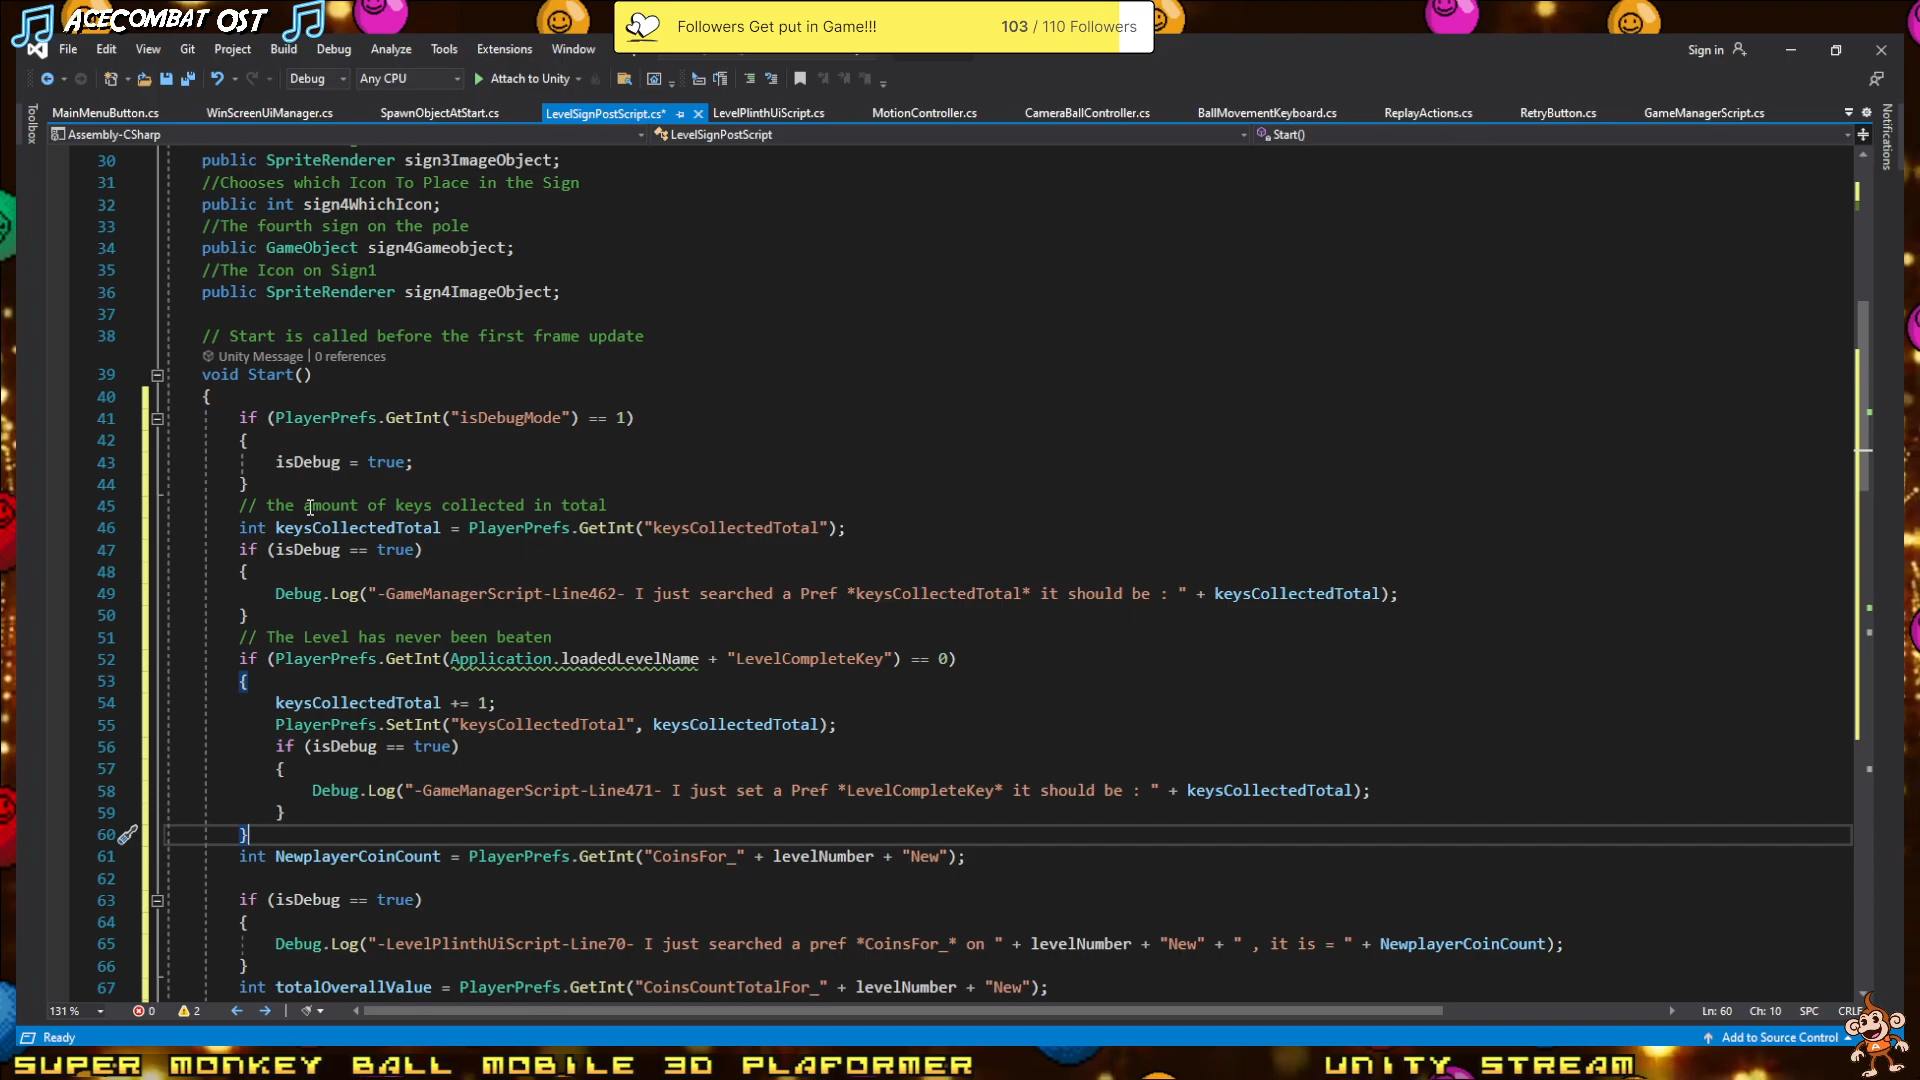 ACECOMBAT OST
Followers Get put in Game!!! 103 / 110 Followers
File Edit View Git Project Build Debug Analyze Tools Extensions Window
Sign in
Debug Any CPU Attach to Unity
MainMenuButton.cs WinScreenUiManager.cs SpawnObjectAtStart.cs LevelSignPostScript.cs* LevelPlinthUiScript.cs MotionController.cs CameraBallController.cs BallMovementKeyboard.cs ReplayActions.cs RetryButton.cs GameManagerScript.cs
Toolbox
Notifications
Assembly-CSharp LevelSignPostScript Start()
30 public SpriteRenderer sign3ImageObject;
31 //Chooses which Icon To Place in the Sign
32 public int sign4WhichIcon;
33 //The fourth sign on the pole
34 public GameObject sign4Gameobject;
35 //The Icon on Sign1
36 public SpriteRenderer sign4ImageObject;
37
38 // Start is called before the first frame update
Unity Message | 0 references
39 void Start()
40 {
41 if (PlayerPrefs.GetInt("isDebugMode") == 1)
42 {
43 isDebug = true;
44 }
45 // the amount of keys collected in total
46 int keysCollectedTotal = PlayerPrefs.GetInt("keysCollectedTotal");
47 if (isDebug == true)
48 {
49 Debug.Log("-GameManagerScript-Line462- I just searched a Pref *keysCollectedTotal* it should be : " + keysCollectedTotal);
50 }
51 // The Level has never been beaten
52 if (PlayerPrefs.GetInt(Application.loadedLevelName + "LevelCompleteKey") == 0)
53 {
54 keysCollectedTotal += 1;
55 PlayerPrefs.SetInt("keysCollectedTotal", keysCollectedTotal);
56 if (isDebug == true)
57 {
58 Debug.Log("-GameManagerScript-Line471- I just set a Pref *LevelCompleteKey* it should be : " + keysCollectedTotal);
59 }
60 }
61 int NewplayerCoinCount = PlayerPrefs.GetInt("CoinsFor_" + levelNumber + "New");
62
63 if (isDebug == true)
64 {
65 Debug.Log("-LevelPlinthUiScript-Line70- I just searched a pref *CoinsFor_* on " + levelNumber + "New" + " , it is = " + NewplayerCoinCount);
66 }
67 int totalOverallValue = PlayerPrefs.GetInt("CoinsCountTotalFor_" + levelNumber + "New");
131 % 0 2 Ln: 60 Ch: 10 SPC CRLF
Ready Add to Source Control
SUPER MONKEY BALL MOBILE 3D PLAFORMER UNITY STREAM